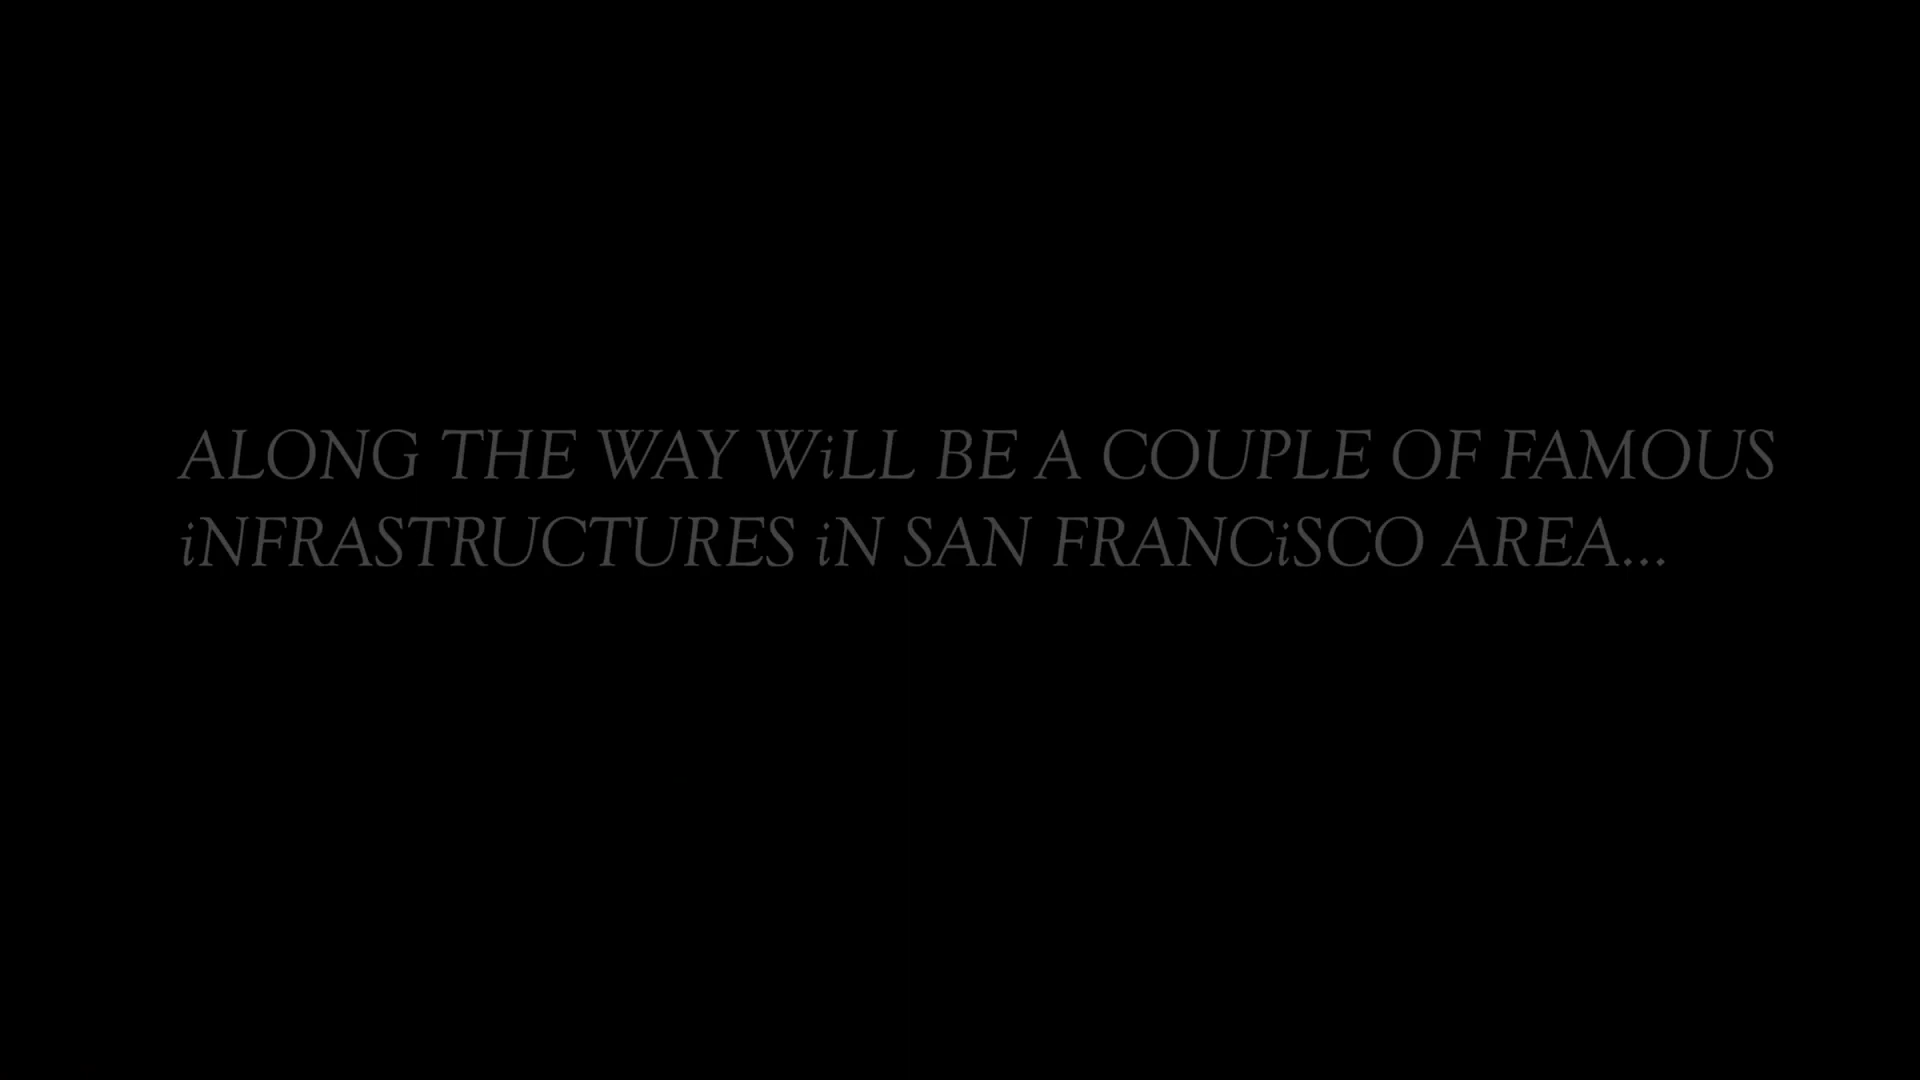 ALONG THE WAY WiLL BE A COUPLE OF FAMOUS
iNFRASTRUCTURES iN SAN FRANCiSCO AREA...